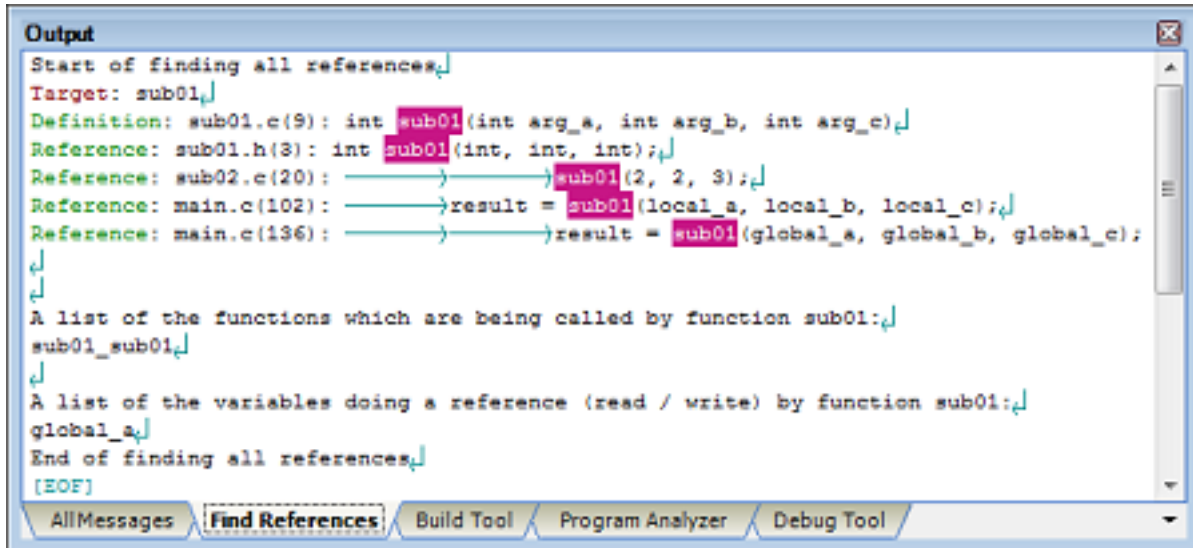 Output
Start of finding all references
Target: sub01
Definition: sub01.c(9): int sub01(int arg_a, int arg_b, int arg_c)
Reference: sub01.h(3): int sub01(int, int, int);
Reference: sub02.c(20): sub01(2, 2, 3);
Reference: main.c(102): result = sub01(local_a, local_b, local_c);
Reference: main.c(136): result = sub01(global_a, global_b, global_c);
A list of the functions which are being called by function sub01:
sub01_sub01
A list of the variables doing a reference (read / write) by function sub01:
global_a
End of finding all references
[EOF]
All Messages Find References Build Tool Program Analyzer Debug Tool